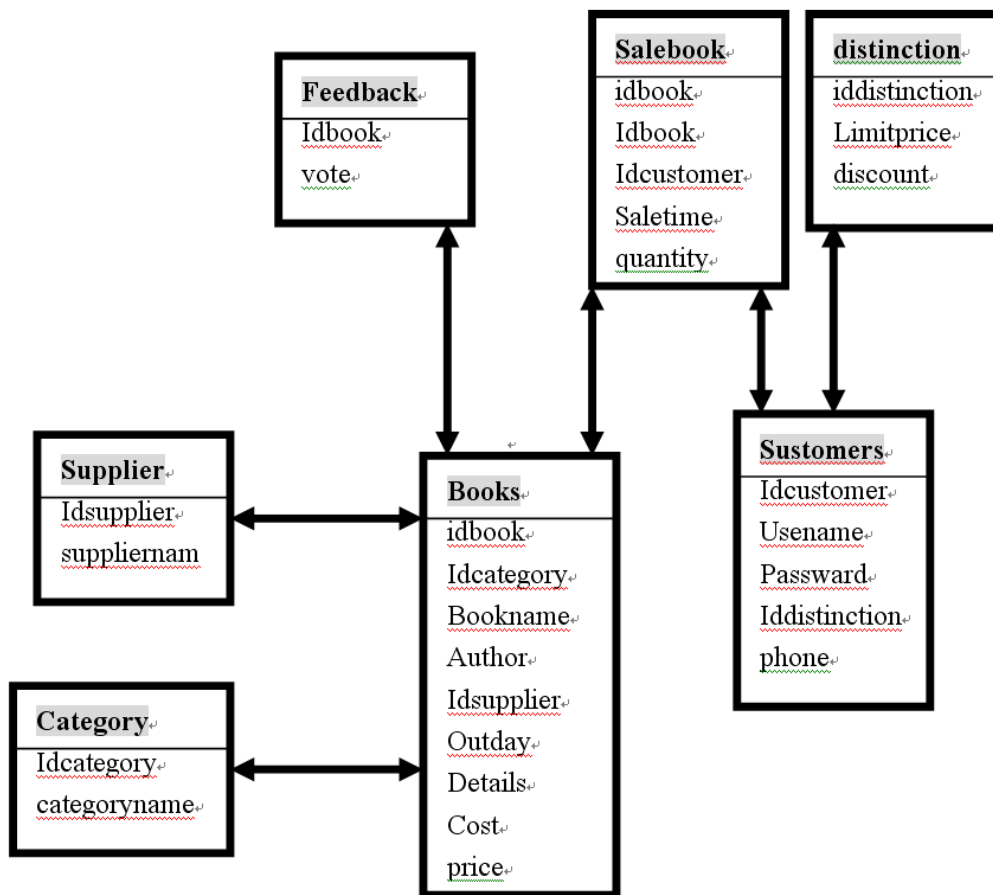 Feedback
Idbook
vote
Salebook
idbook
Idbook
Idcustomer
Saletime
quantity
distinction
iddistinction
Limitprice
discount
Supplier
Idsupplier
suppliernam
Books
idbook
Idcategory
Bookname
Author
Idsupplier
Outday
Details
Cost
price
Sustomers
Idcustomer
Usename
Passward
Iddistinction
phone
Category
Idcategory
categoryname